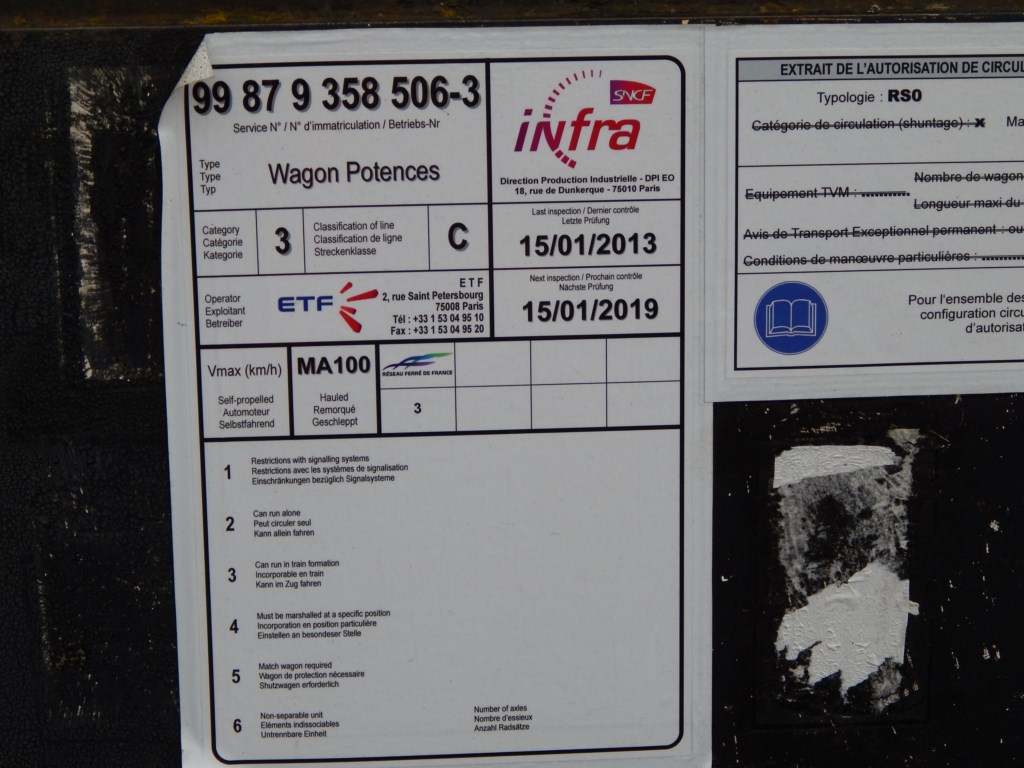 99 87 9 358 506-3
Service N° / N° d'immatriculation / Betriebs-Nr
Type
Type
Typ
Wagon Potences
SNCF
infra
Direction Production Industrielle - DPI EO
18, rue de Dunkerque - 75010 Paris
Category
Catégorie
Kategorie
3
Classification of line
Classification de ligne
Streckenklasse
C
Last inspection / Dernier contrôle
Letzte Prüfung
15/01/2013
Operator
Exploitant
Betreiber
ETF
E T F
2, rue Saint Petersbourg
75008 Paris
Tél : +33 1 53 04 95 10
Fax : +33 1 53 04 95 20
Next inspection / Prochain contrôle
Nächste Prüfung
15/01/2019
Vmax (km/h)
Self-propelled
Automoteur
Selbstfahrend
MA100
Hauled
Remorqué
Geschleppt
RÉSEAU FERRÉ DE FRANCE
3
1
Restrictions with signalling systems
Restrictions avec les systèmes de signalisation
Einschränkungen bezüglich Signalsysteme
2
Can run alone
Peut circuler seul
Kann allein fahren
3
Can run in train formation
Incorporable en train
Kann im Zug fahren
4
Must be marshalled at a specific position
Incorporation en position particulière
Einstellen an besondeser Stelle
5
Match wagon required
Wagon de protection nécessaire
Shutzwagen erforderlich
6
Non-separable unit
Eléments indissociables
Untrennbare Einheit
Number of axles
Nombre d'essieux
Anzahl Radsätze
EXTRAIT DE L'AUTORISATION DE CIRCUL
Typologie : RS0
Catégorie de circulation (shuntage) : x Ma
Equipement TVM : ...........
Nombre de wagon
Longueur maxi du
Avis de Transport Exceptionnel permanent : ou
Conditions de manœuvre particulières : ..........
Pour l'ensemble des
configuration circu
d'autorisat